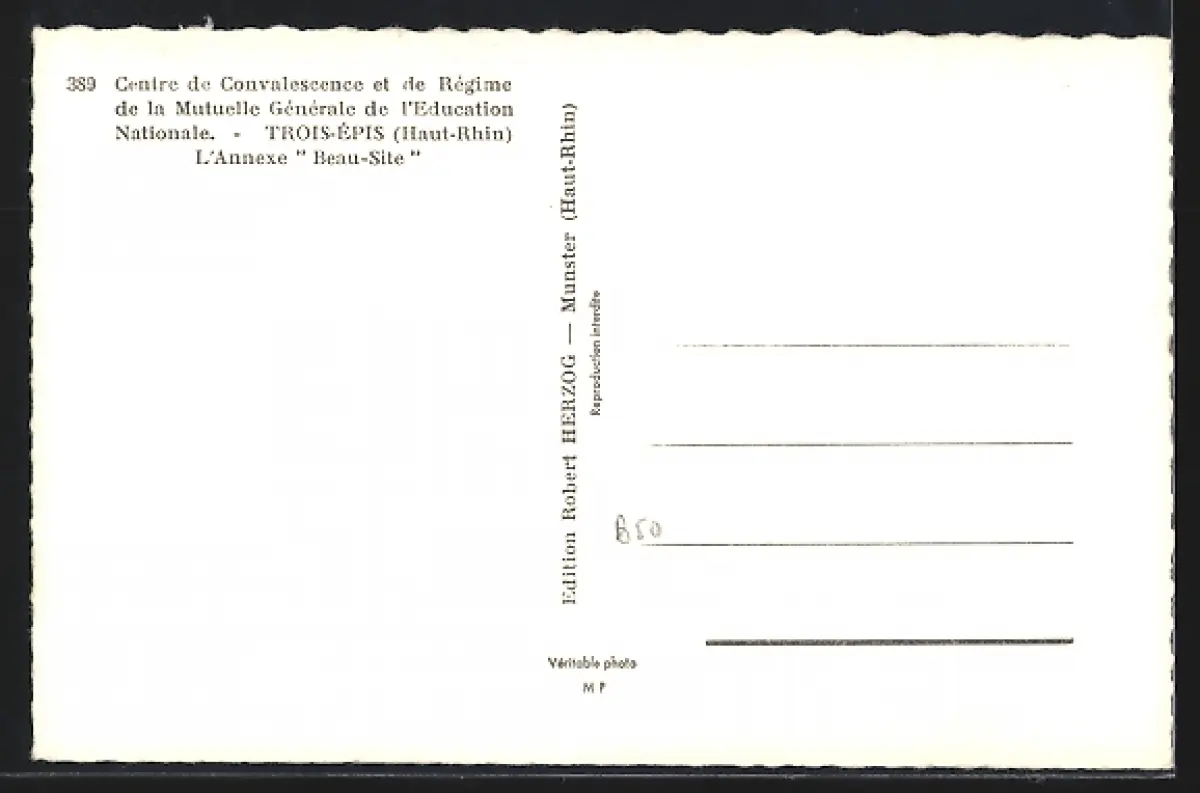 389 Centre de Convalescence et de Régime
de la Mutuelle Générale de l'Education
Nationale. - TROIS-ÉPIS (Haut-Rhin)
L'Annexe " Beau-Site "
Edition Robert HERZOG — Munster (Haut-Rhin)
Reproduction interdite
B50
Véritable photo
M P